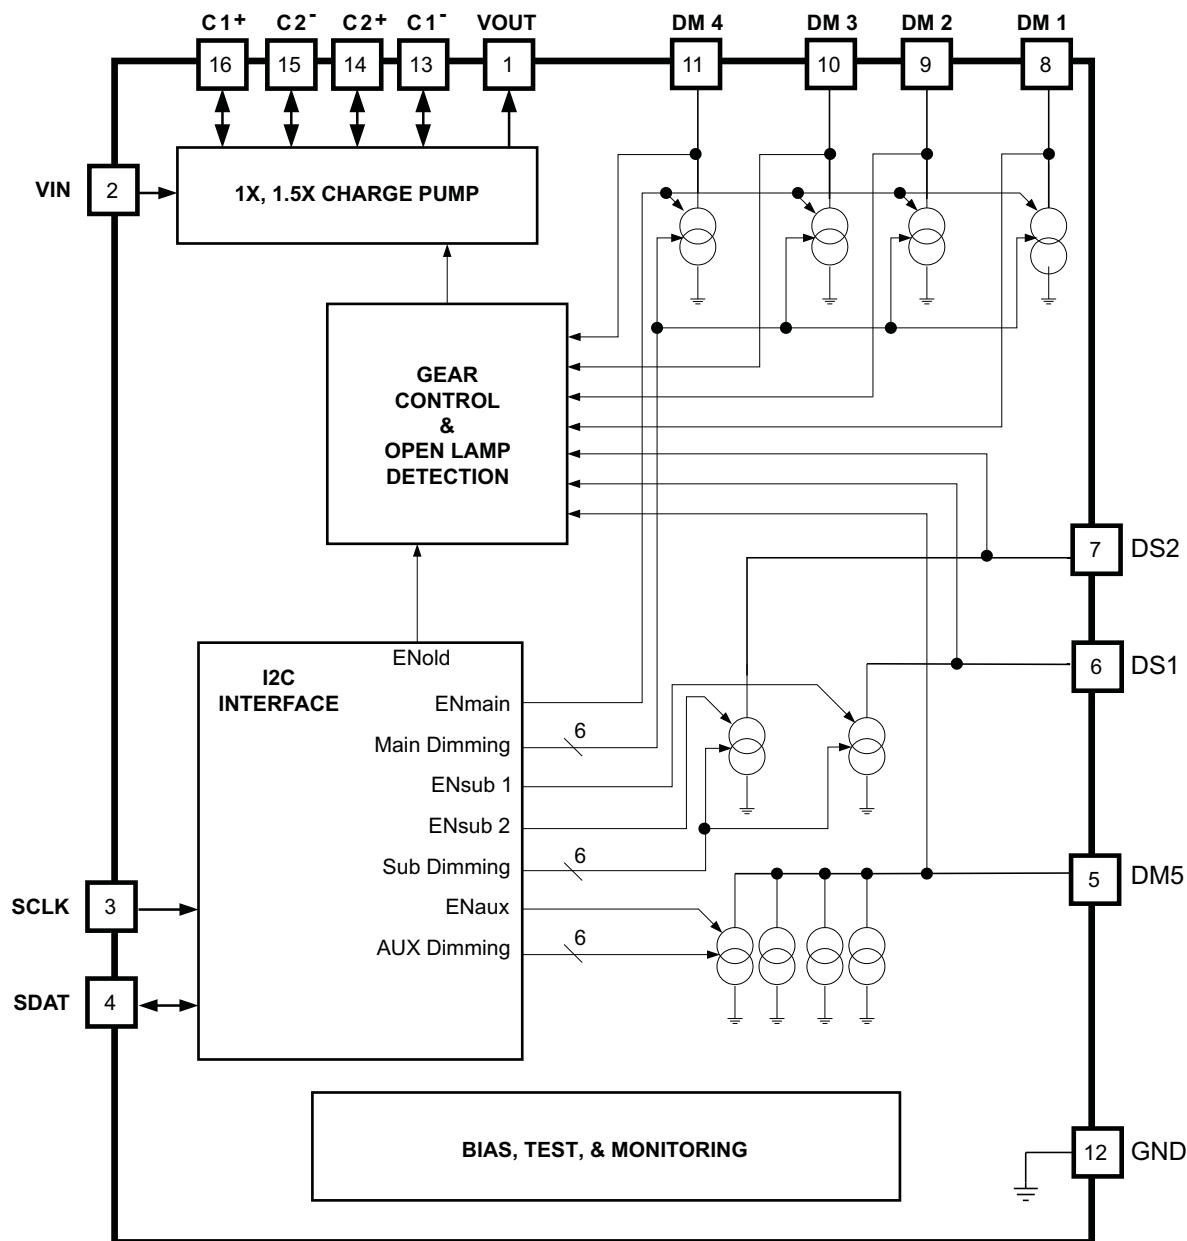 C1+ C2- C2+ C1- VOUT DM 4 DM 3 DM 2 DM 1
16 15 14 13 1 11 10 9 8
VIN 2
1X, 1.5X CHARGE PUMP
GEAR
CONTROL
&
OPEN LAMP
DETECTION
7 DS2
6 DS1
ENold
I2C
INTERFACE
ENmain
Main Dimming 6
ENsub 1
ENsub 2
Sub Dimming 6
5 DM5
SCLK 3
ENaux
AUX Dimming 6
SDAT 4
BIAS, TEST, & MONITORING
12 GND